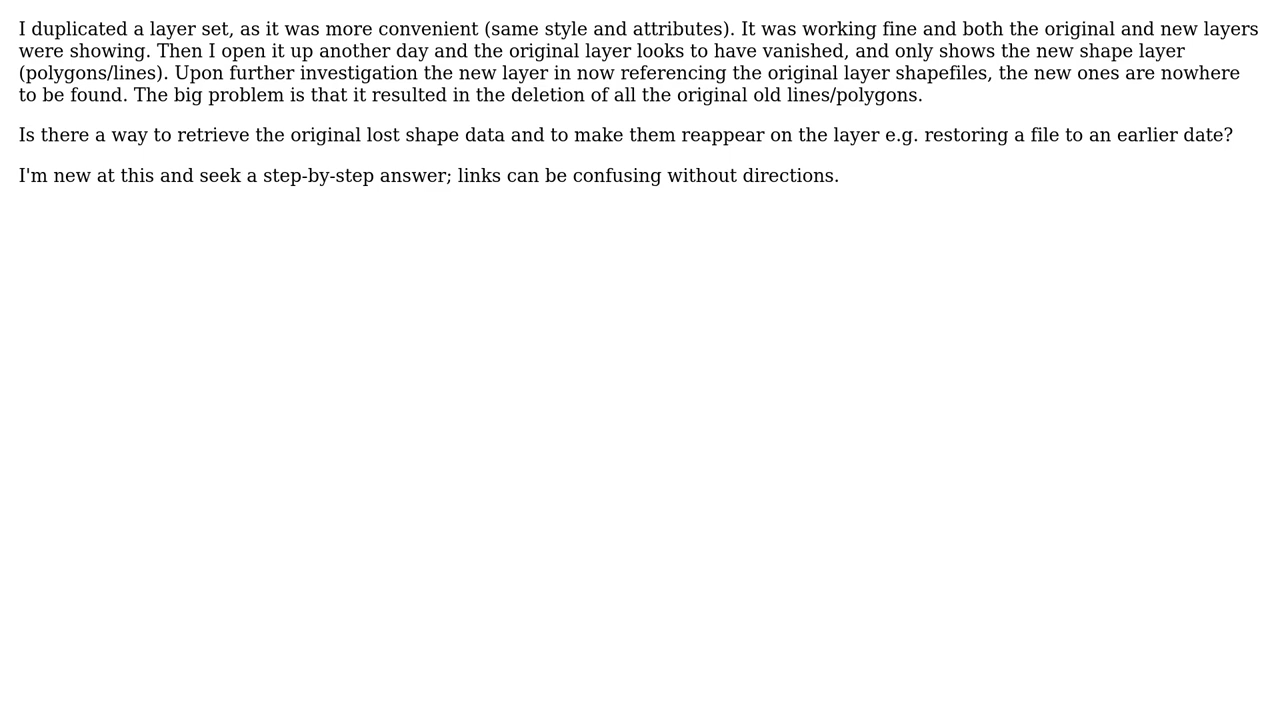 I duplicated a layer set, as it was more convenient (same style and attributes). It was working fine and both the original and new layers
were showing. Then I open it up another day and the original layer looks to have vanished, and only shows the new shape layer
(polygons/lines). Upon further investigation the new layer in now referencing the original layer shapefiles, the new ones are nowhere
to be found. The big problem is that it resulted in the deletion of all the original old lines/polygons.
Is there a way to retrieve the original lost shape data and to make them reappear on the layer e.g. restoring a file to an earlier date?
I'm new at this and seek a step-by-step answer; links can be confusing without directions.